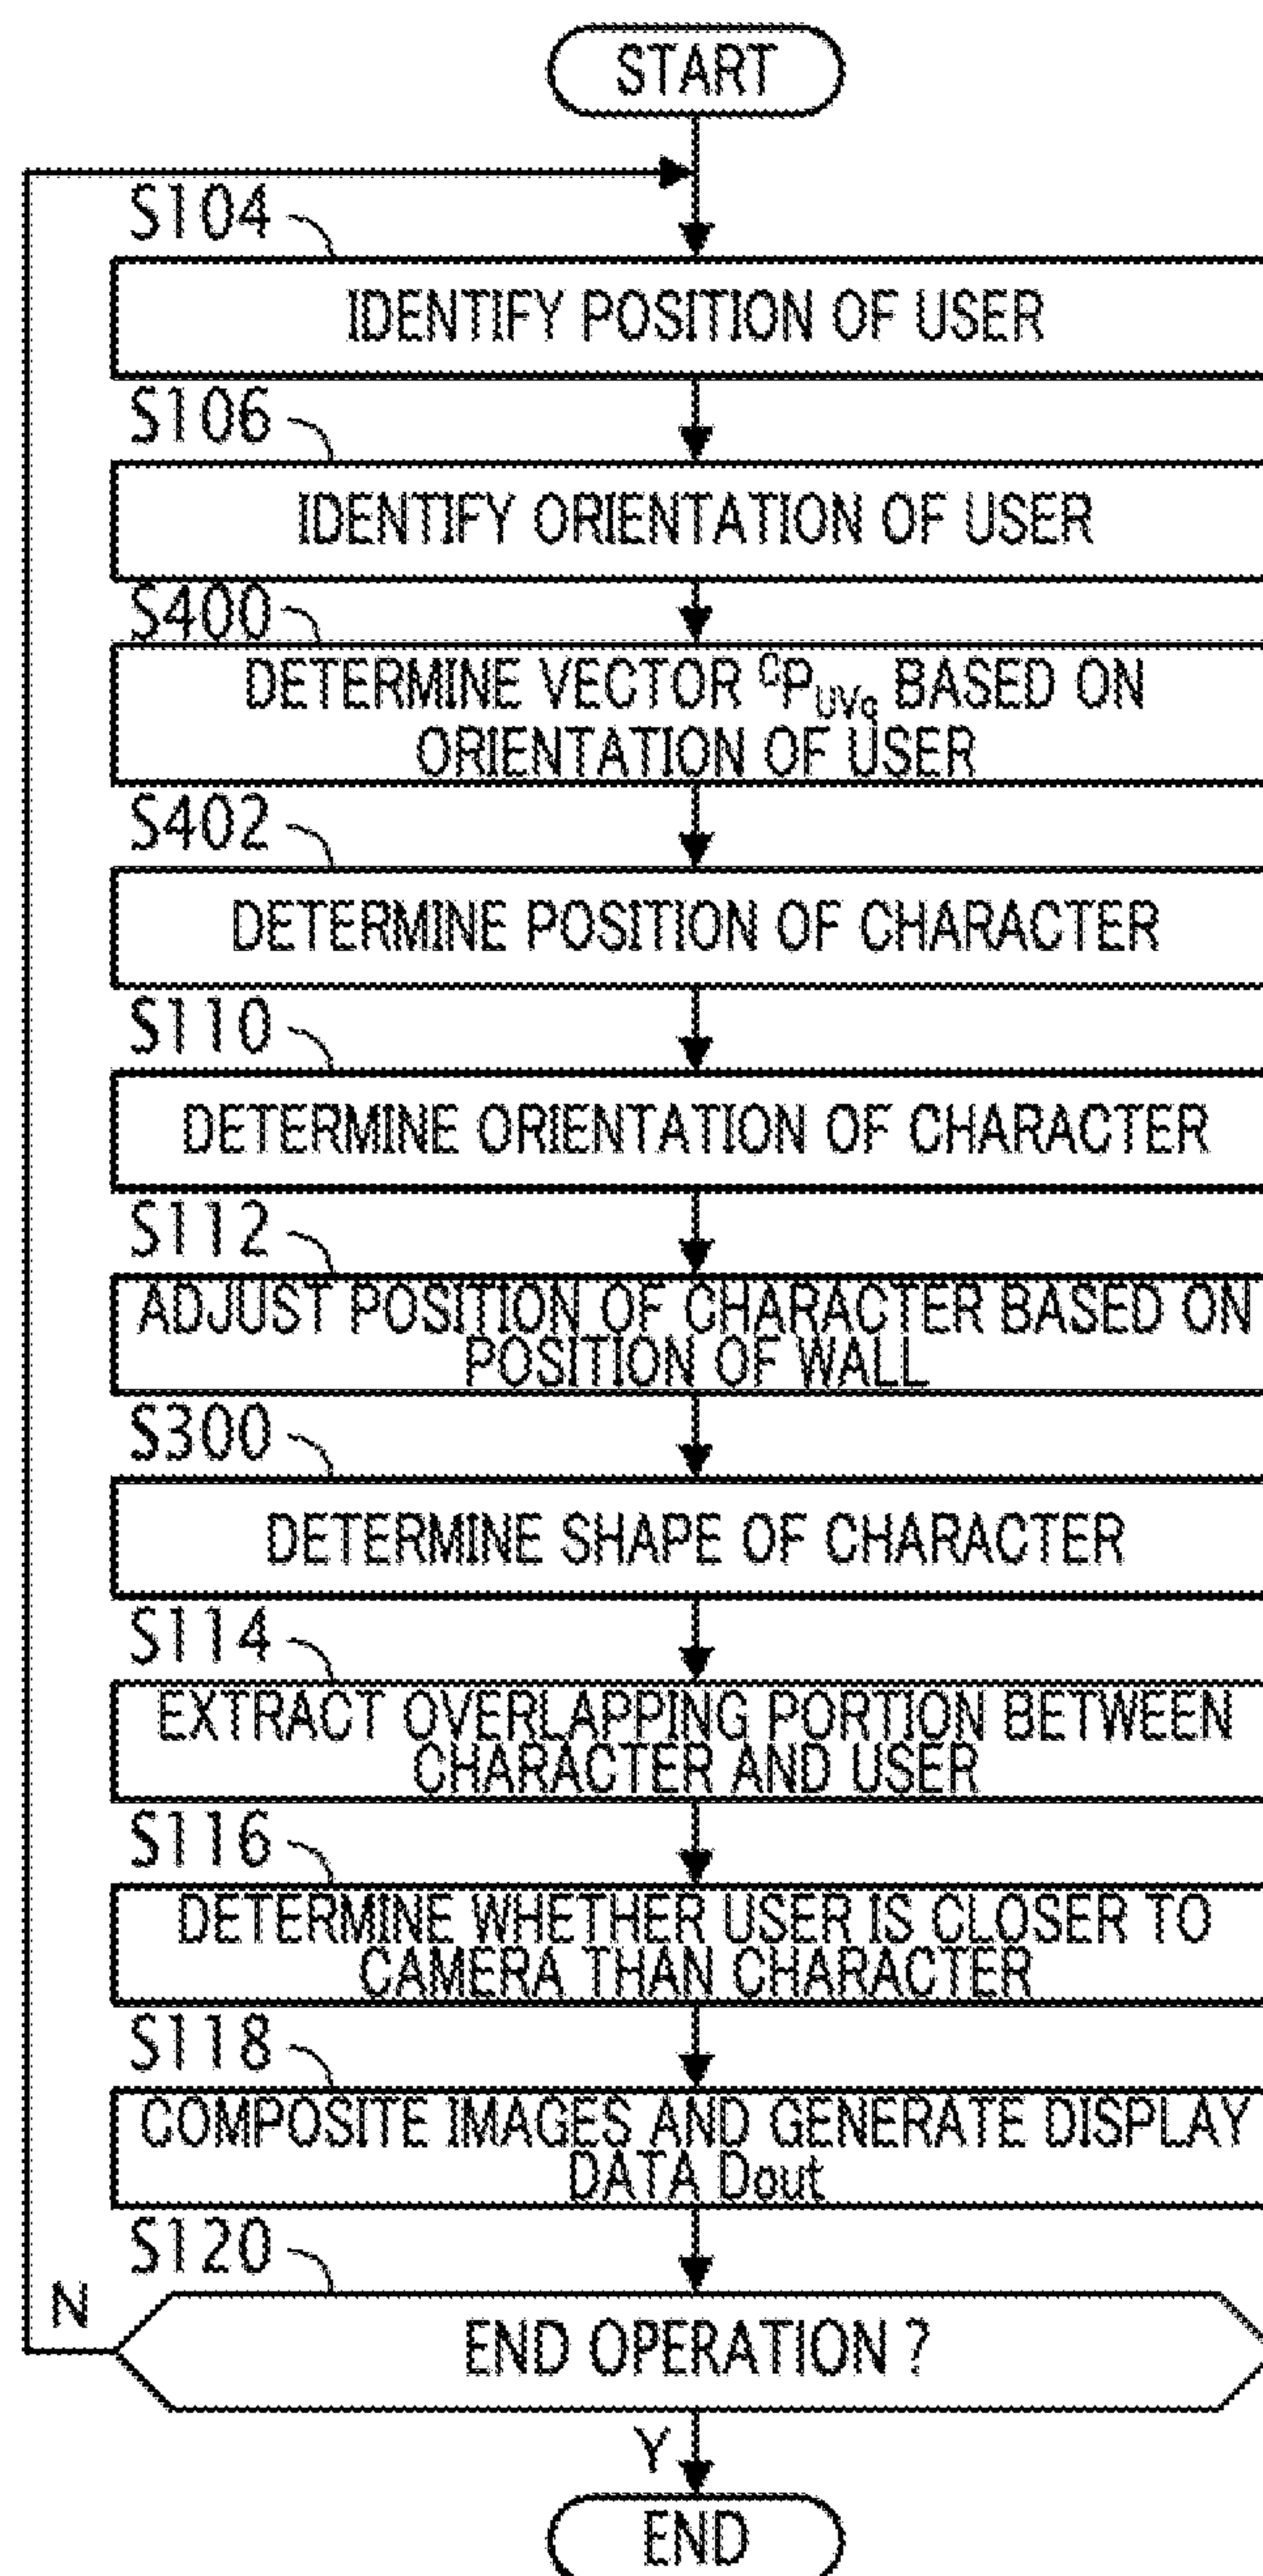 START
S104
IDENTIFY POSITION OF USER
S106
IDENTIFY ORIENTATION OF USER
S400
DETERMINE VECTOR ᶜP_UVc BASED ON
ORIENTATION OF USER
S402
DETERMINE POSITION OF CHARACTER
S110
DETERMINE ORIENTATION OF CHARACTER
S112
ADJUST POSITION OF CHARACTER BASED ON
POSITION OF WALL
S300
DETERMINE SHAPE OF CHARACTER
S114
EXTRACT OVERLAPPING PORTION BETWEEN
CHARACTER AND USER
S116
DETERMINE WHETHER USER IS CLOSER TO
CAMERA THAN CHARACTER
S118
COMPOSITE IMAGES AND GENERATE DISPLAY
DATA Dout
S120
N
END OPERATION ?
Y
END